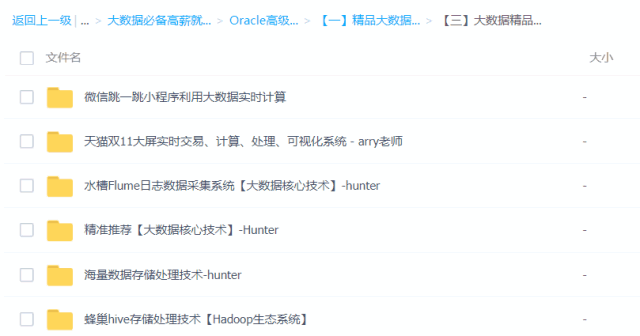 返回上一级 | ... > 大数据必备高薪就... > Oracle高级... > 【一】精品大数据... > 【三】大数据精品...
文件名 大小
微信跳一跳小程序利用大数据实时计算 -
天猫双11大屏实时交易、计算、处理、可视化系统 - arry老师 -
水槽Flume日志数据采集系统【大数据核心技术】-hunter -
精准推荐【大数据核心技术】-Hunter -
海量数据存储处理技术-hunter -
蜂巢hive存储处理技术【Hadoop生态系统】 -